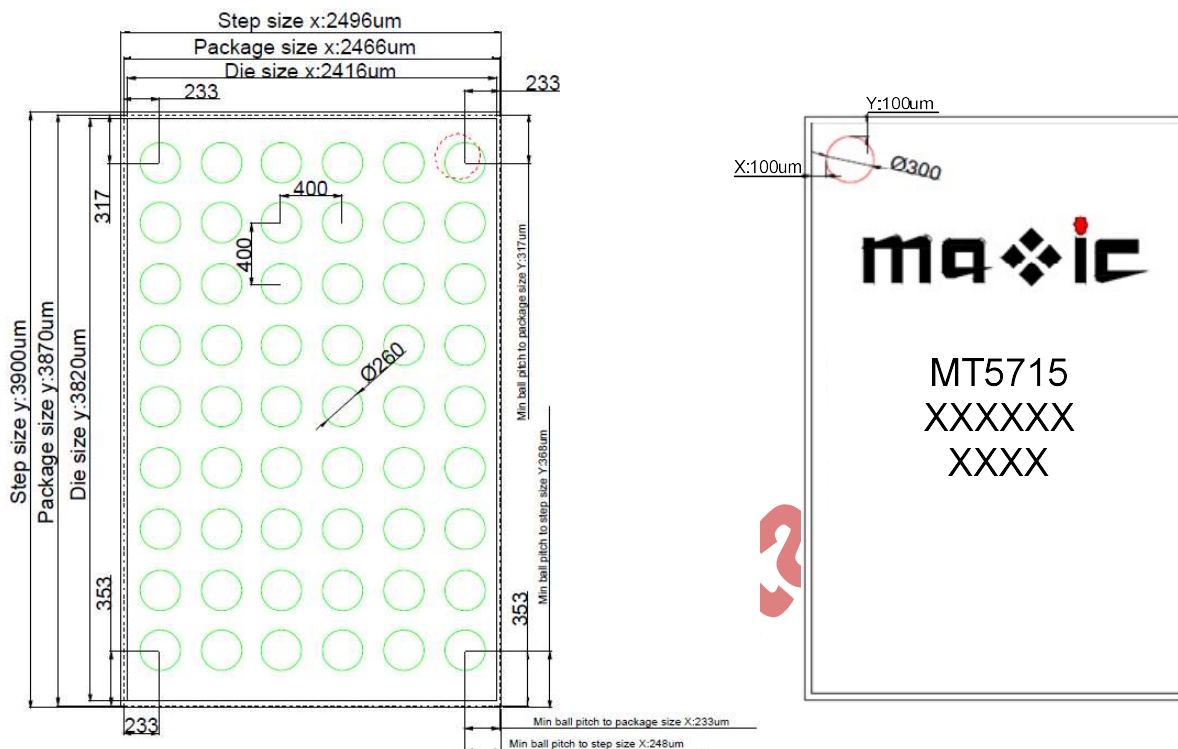 Step size x:2496um
Package size x:2466um
Die size x:2416um
233
233
317
400
400
Ø260
Step size y:3900um
Package size y:3870um
Die size y:3820um
Min ball pitch to package size Y:317um
Min ball pitch to step size Y:368um
353
353
233
Min ball pitch to package size X:233um
Min ball pitch to step size X:248um
Y:100um
X:100um
Ø300
maxic
MT5715
XXXXXX
XXXX